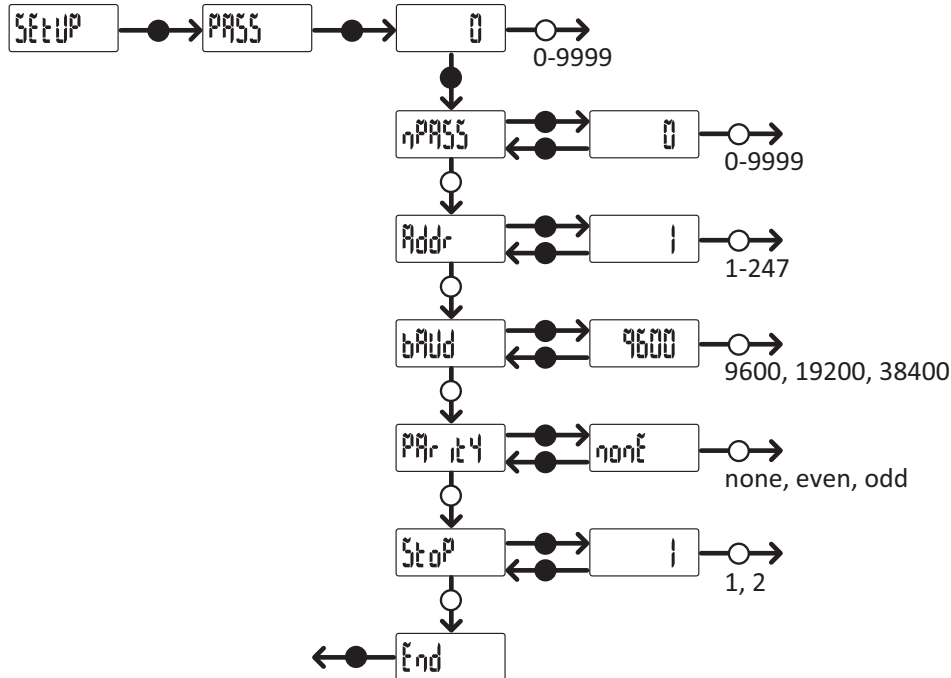 SEtUP PASS 0
0-9999
nPASS 0
0-9999
Addr 1
1-247
bAUd 9600
9600, 19200, 38400
PAritY nonE
none, even, odd
StoP 1
1, 2
End